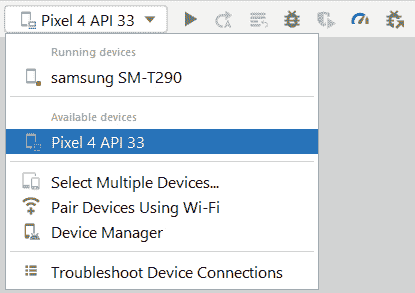 Pixel 4 API 33
Running devices
samsung SM-T290
Available devices
Pixel 4 API 33
Select Multiple Devices...
Pair Devices Using Wi-Fi
Device Manager
Troubleshoot Device Connections